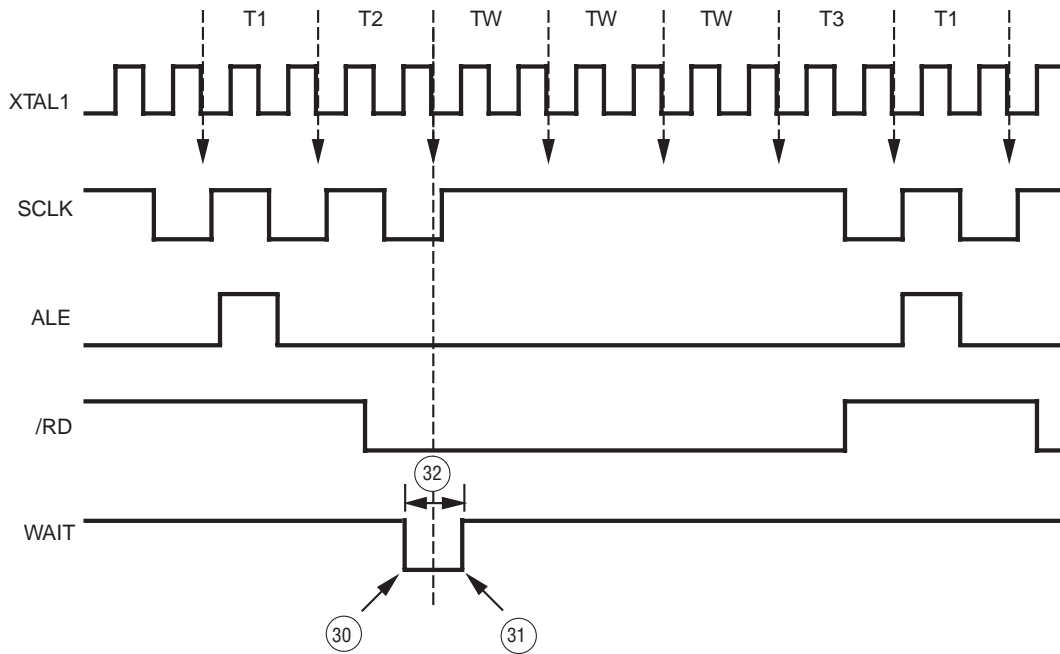 T1 T2 TW TW TW T3 T1
XTAL1
SCLK
ALE
/RD
32
WAIT
30 31